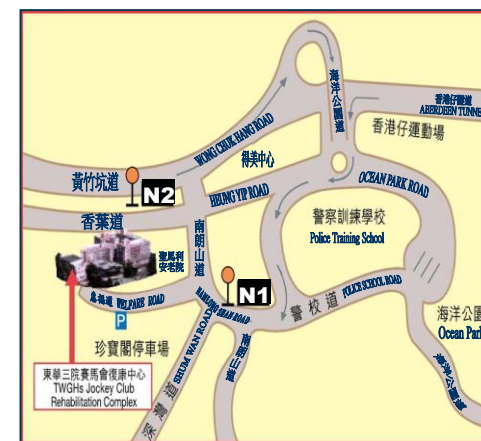 海洋公園道
香港仔隧道
ABERDEEN TUNNE
香港仔運動場
WONG CHUK HANG ROAD
得美中心
黃竹坑道
N2
HEUNG YIP ROAD
OCEAN PARK ROAD
香葉道
南朗山道
警察訓練學校
Police Training School
聖馬利
安老院
惠福道 WELFARE ROAD
N1
NAM LONG SHAN ROAD
警校道
POLICE SCHOOL ROAD
P
海洋公園
Ocean Park
珍寶閣停車場
SHUM WAN ROAD
深灣道
南朗山道
東華三院賽馬會復康中心
TWGHs Jockey Club
Rehabilitation Complex